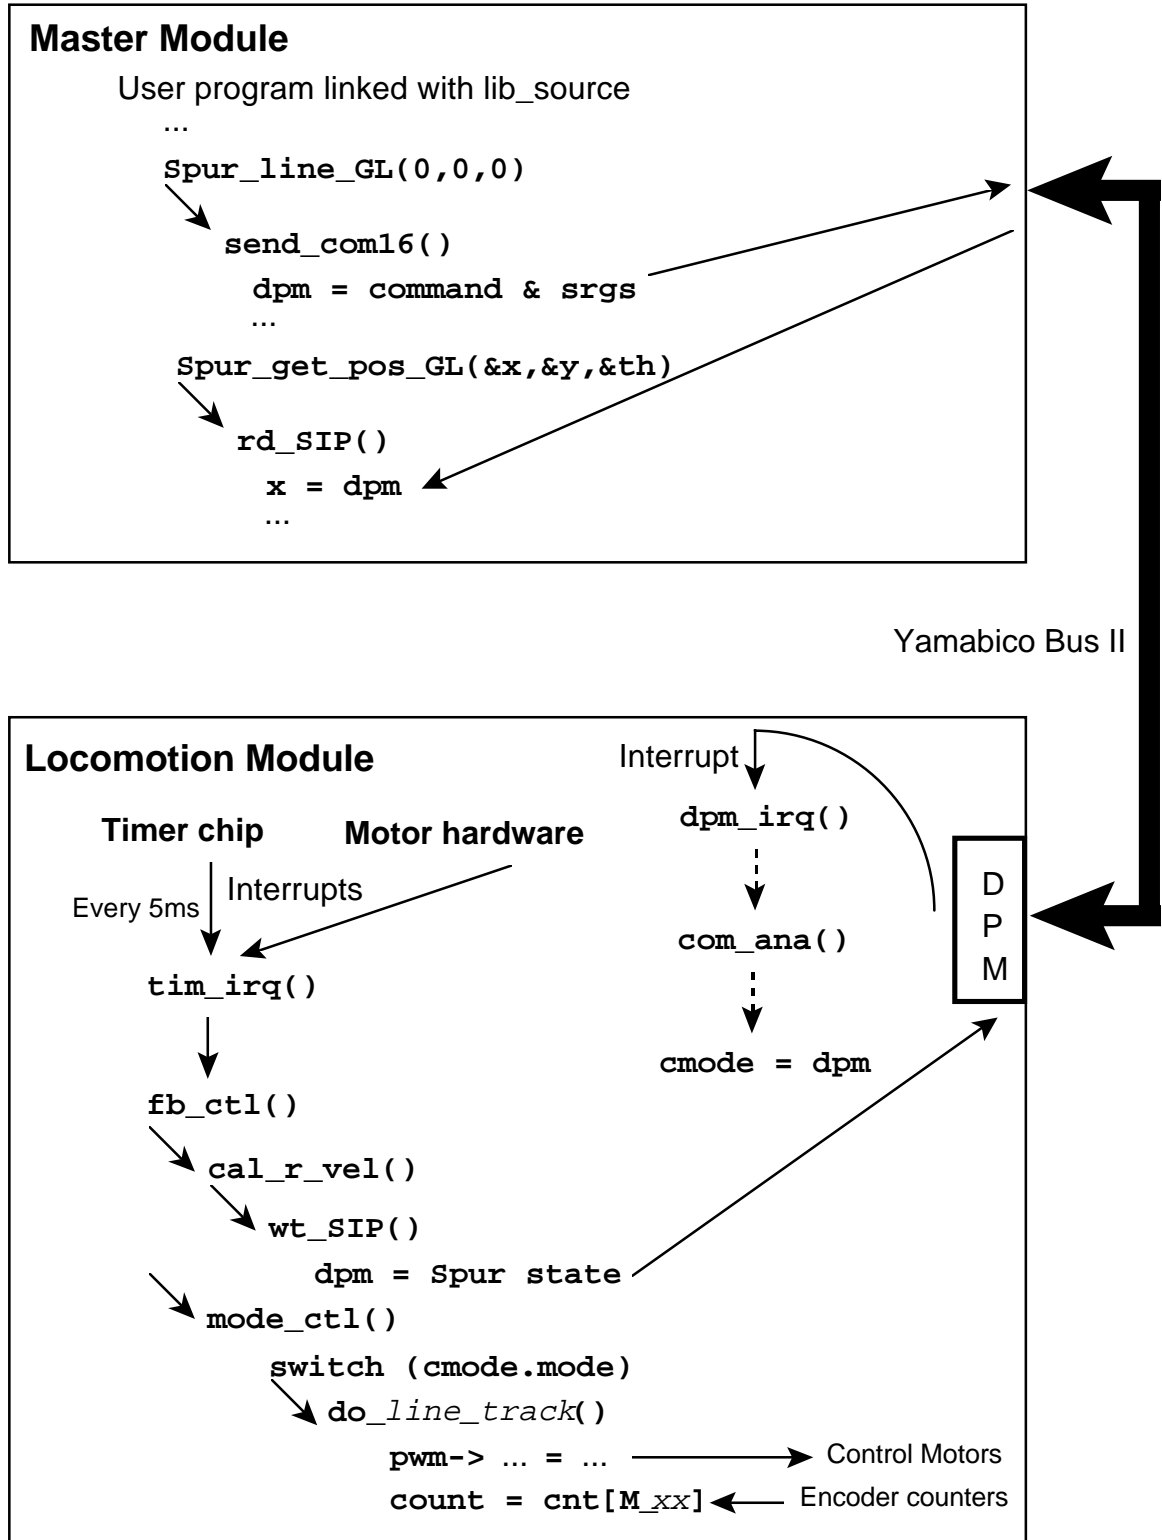 Master Module
User program linked with lib_source
...
Spur_line_GL(0,0,0)
send_com16()
dpm = command & srgs
...
Spur_get_pos_GL(&x,&y,&th)
rd_SIP()
x = dpm
...
Yamabico Bus II
Locomotion Module
Interrupt
dpm_irq()
Timer chip
Motor hardware
Every 5ms
Interrupts
com_ana()
D
P
M
tim_irq()
cmode = dpm
fb_ctl()
cal_r_vel()
wt_SIP()
dpm = Spur state
mode_ctl()
switch (cmode.mode)
do_line_track()
pwm-> ... = ...
Control Motors
count = cnt[M_xx]
Encoder counters